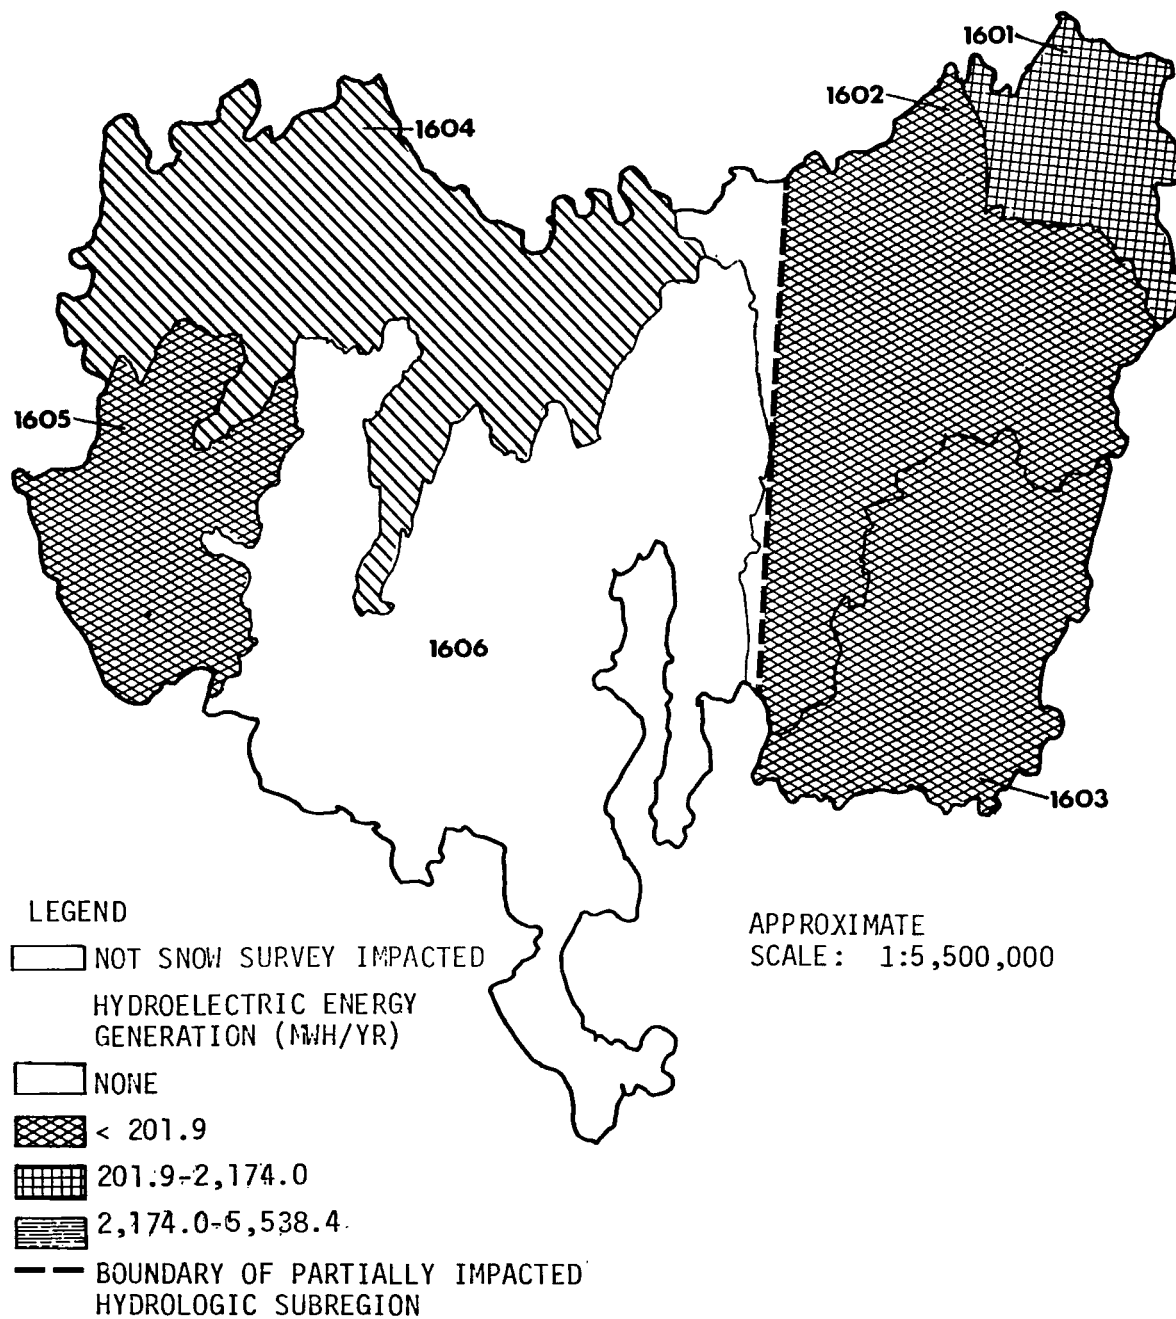 1601
1602
1604
1605
1606
1603
LEGEND
NOT SNOW SURVEY IMPACTED
HYDROELECTRIC ENERGY
GENERATION (MWH/YR)
NONE
< 201.9
201.9-2,174.0
2,174.0-5,538.4
BOUNDARY OF PARTIALLY IMPACTED
HYDROLOGIC SUBREGION
APPROXIMATE
SCALE: 1:5,500,000